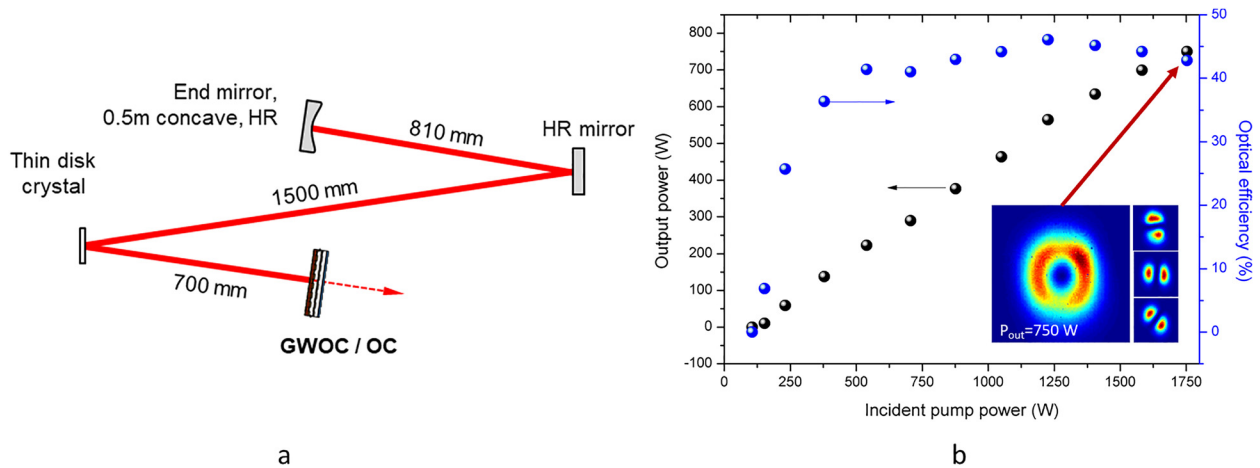 End mirror,
0.5m concave, HR
810 mm
HR mirror
Thin disk
crystal
1500 mm
700 mm
GWOC / OC
a
Output power (W)
800
700
600
500
400
300
200
100
0
-100
50
40
30
20
10
0
Optical efficiency (%)
Pout=750 W
0 250 500 750 1000 1250 1500 1750
Incident pump power (W)
b